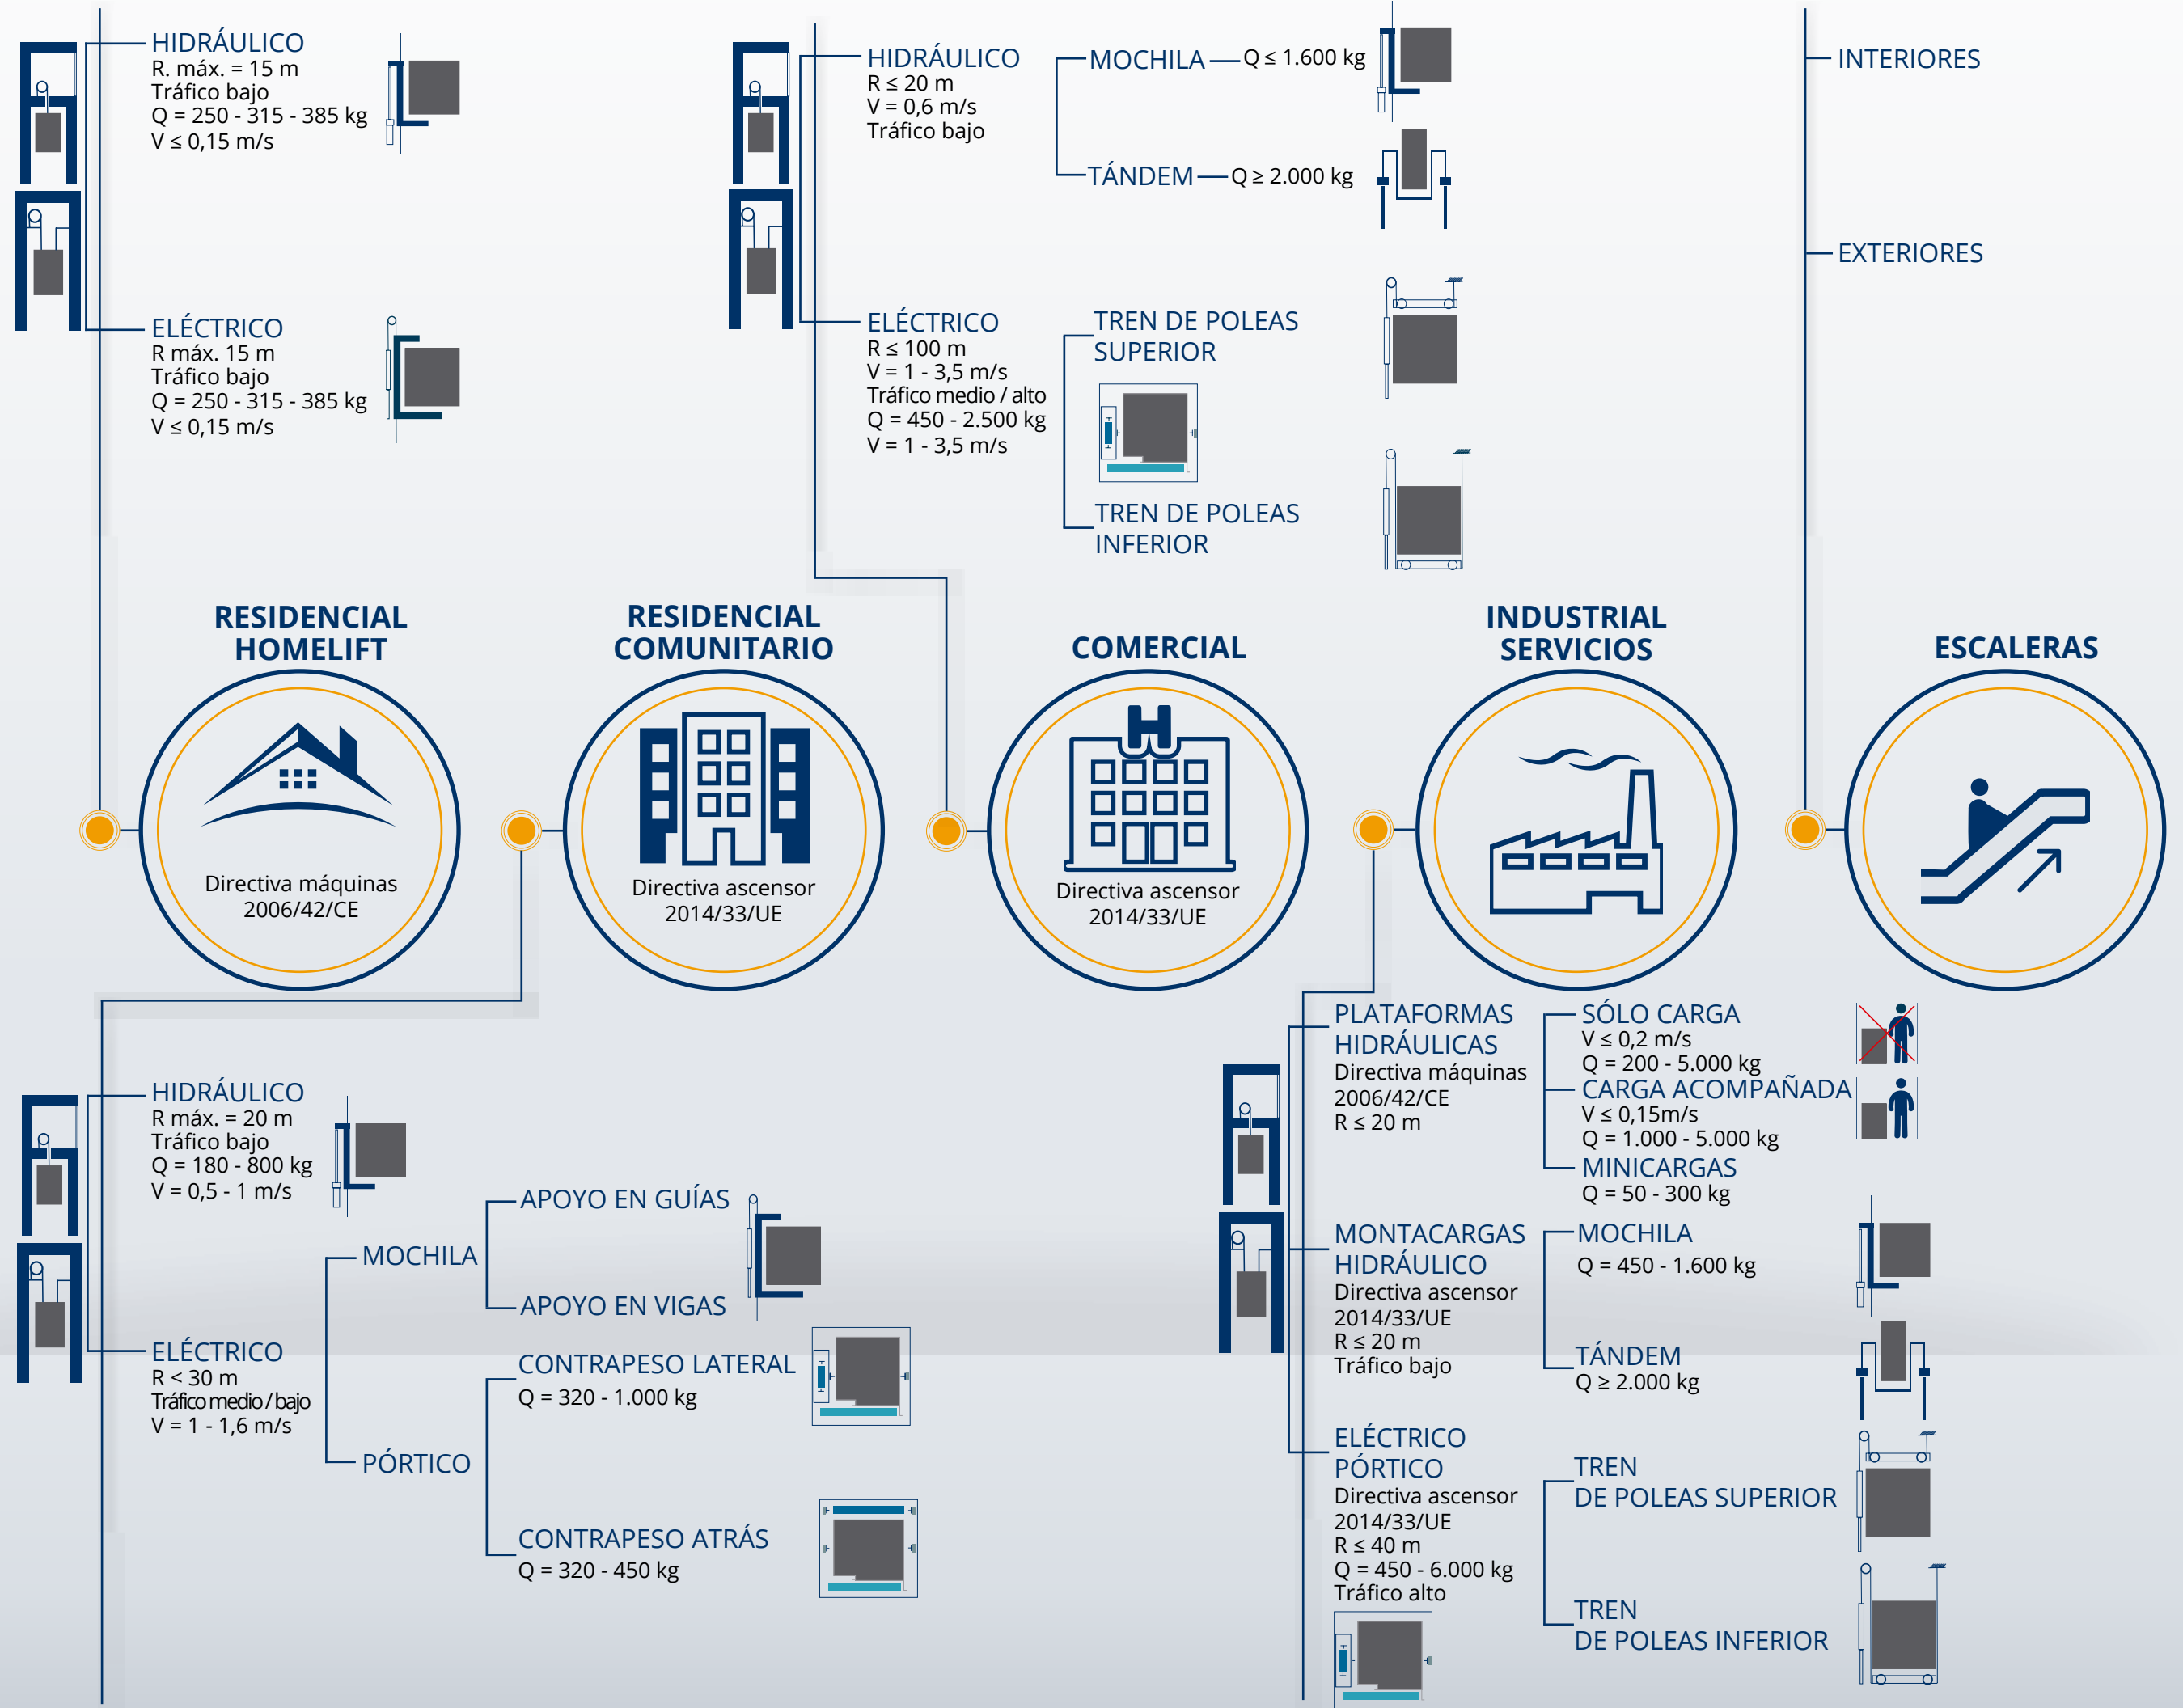 HIDRÁULICO
R. máx. = 15 m
Tráfico bajo
Q = 250 - 315 - 385 kg
V ≤ 0,15 m/s
ELÉCTRICO
R máx. 15 m
Tráfico bajo
Q = 250 - 315 - 385 kg
V ≤ 0,15 m/s
HIDRÁULICO
R ≤ 20 m
V = 0,6 m/s
Tráfico bajo
MOCHILA
Q ≤ 1.600 kg
TÁNDEM
Q ≥ 2.000 kg
ELÉCTRICO
R ≤ 100 m
V = 1 - 3,5 m/s
Tráfico medio / alto
Q = 450 - 2.500 kg
V = 1 - 3,5 m/s
TREN DE POLEAS
SUPERIOR
TREN DE POLEAS
INFERIOR
INTERIORES
EXTERIORES
RESIDENCIAL
HOMELIFT
Directiva máquinas
2006/42/CE
RESIDENCIAL
COMUNITARIO
Directiva ascensor
2014/33/UE
COMERCIAL
H
Directiva ascensor
2014/33/UE
INDUSTRIAL
SERVICIOS
ESCALERAS
HIDRÁULICO
R máx. = 20 m
Tráfico bajo
Q = 180 - 800 kg
V = 0,5 - 1 m/s
ELÉCTRICO
R < 30 m
Tráfico medio / bajo
V = 1 - 1,6 m/s
MOCHILA
APOYO EN GUÍAS
APOYO EN VIGAS
PÓRTICO
CONTRAPESO LATERAL
Q = 320 - 1.000 kg
CONTRAPESO ATRÁS
Q = 320 - 450 kg
PLATAFORMAS
HIDRÁULICAS
Directiva máquinas
2006/42/CE
R ≤ 20 m
SÓLO CARGA
V ≤ 0,2 m/s
Q = 200 - 5.000 kg
CARGA ACOMPAÑADA
V ≤ 0,15m/s
Q = 1.000 - 5.000 kg
MINICARGAS
Q = 50 - 300 kg
MONTACARGAS
HIDRÁULICO
Directiva ascensor
2014/33/UE
R ≤ 20 m
Tráfico bajo
MOCHILA
Q = 450 - 1.600 kg
TÁNDEM
Q ≥ 2.000 kg
ELÉCTRICO
PÓRTICO
Directiva ascensor
2014/33/UE
R ≤ 40 m
Q = 450 - 6.000 kg
Tráfico alto
TREN
DE POLEAS SUPERIOR
TREN
DE POLEAS INFERIOR